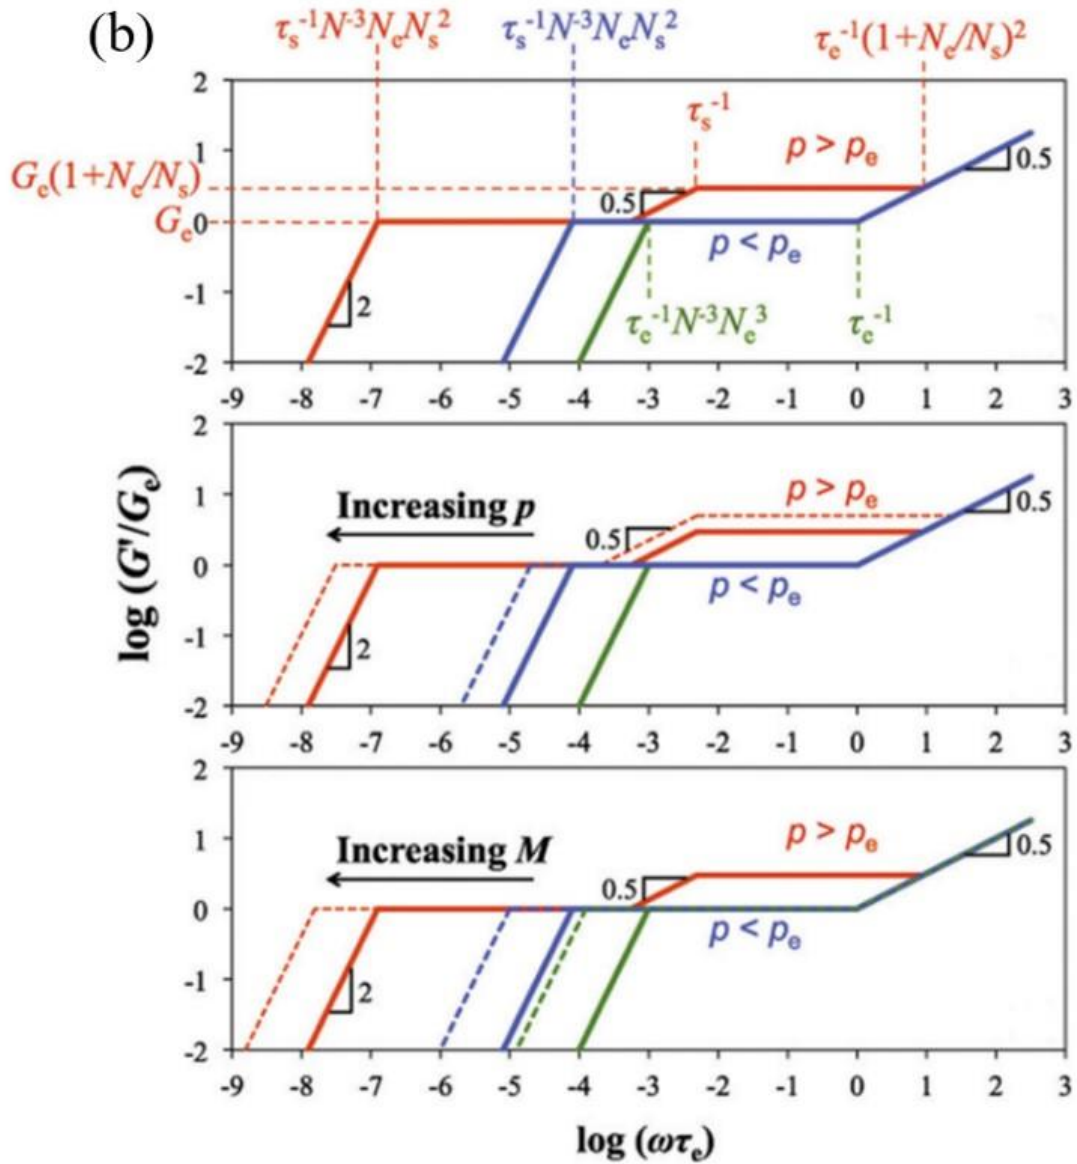 (b)
τs⁻¹N⁻³NeNs² τs⁻¹N⁻³NeNs² τe⁻¹(1+Ne/Ns)²
2
τs⁻¹
1
p > pe
0.5
Ge(1+Ne/Ns)
0.5
Ge 0
p < pe
-1
2
τe⁻¹N⁻³Ne³ τe⁻¹
-2
-9 -8 -7 -6 -5 -4 -3 -2 -1 0 1 2 3
2
1
p > pe
Increasing p
0.5
0.5
0
p < pe
-1
2
-2
-9 -8 -7 -6 -5 -4 -3 -2 -1 0 1 2 3
log (G'/Ge)
2
1
p > pe
Increasing M
0.5
0.5
0
p < pe
-1
2
-2
-9 -8 -7 -6 -5 -4 -3 -2 -1 0 1 2 3
log (ωτe)